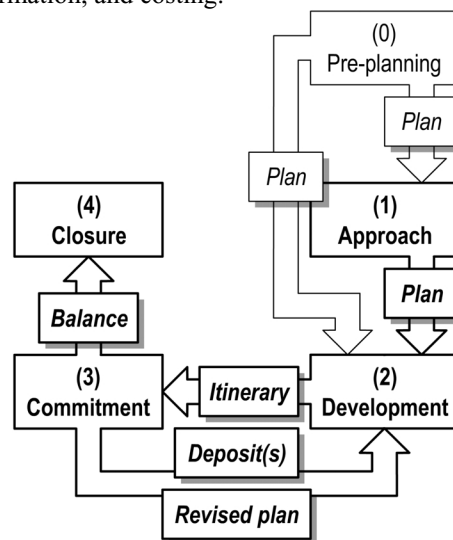 rmation, and costing.
(0)
Pre-planning
Plan
Plan
(4)
Closure
(1)
Approach
Balance
Plan
(3)
Commitment
Itinerary
(2)
Development
Deposit(s)
Revised plan